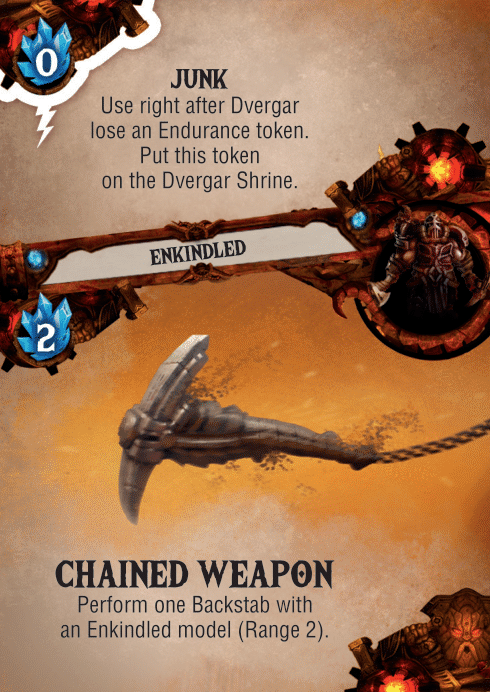 0
JUNK
Use right after Dvergar
lose an Endurance token.
Put this token
on the Dvergar Shrine.
ENKINDLED
2
CHAINED WEAPON
Perform one Backstab with
an Enkindled model (Range 2).